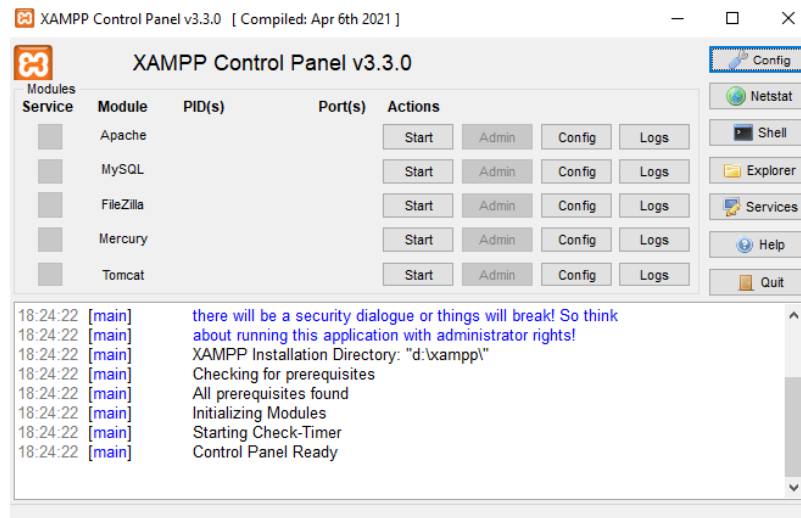 XAMPP Control Panel v3.3.0 [ Compiled: Apr 6th 2021 ]
XAMPP Control Panel v3.3.0
Config
Modules
Netstat
Service Module PID(s) Port(s) Actions
Apache Start Admin Config Logs
Shell
MySQL Start Admin Config Logs
Explorer
FileZilla Start Admin Config Logs
Services
Mercury Start Admin Config Logs
Help
Tomcat Start Admin Config Logs
Quit
18:24:22 [main] there will be a security dialogue or things will break! So think
18:24:22 [main] about running this application with administrator rights!
18:24:22 [main] XAMPP Installation Directory: "d:\xampp\"
18:24:22 [main] Checking for prerequisites
18:24:22 [main] All prerequisites found
18:24:22 [main] Initializing Modules
18:24:22 [main] Starting Check-Timer
18:24:22 [main] Control Panel Ready